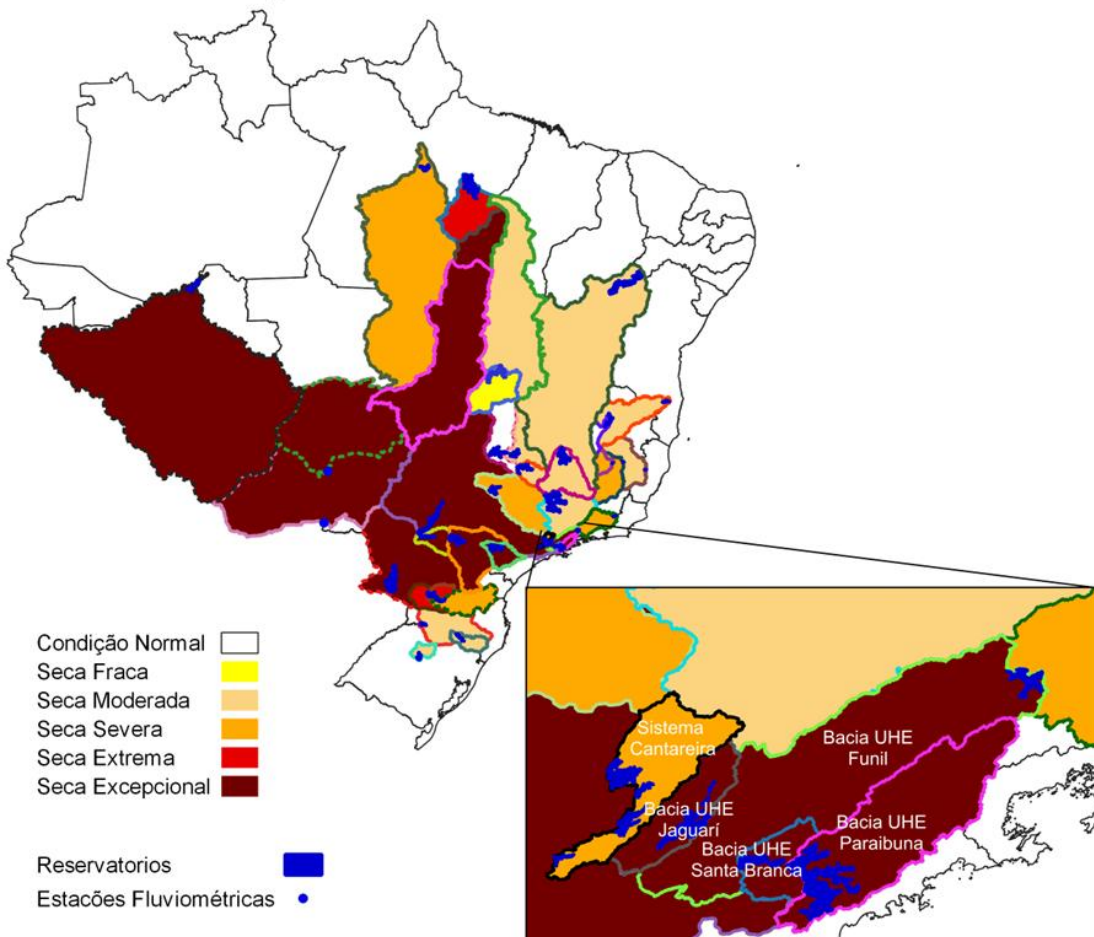 Condição Normal
Seca Fraca
Seca Moderada
Seca Severa
Seca Extrema
Seca Excepcional
Reservatorios
Estacões Fluviométricas
Sistema
Cantareira
Bacia UHE
Funil
Bacia UHE
Jaguarí
Bacia UHE
Santa Branca
Bacia UHE
Paraibuna